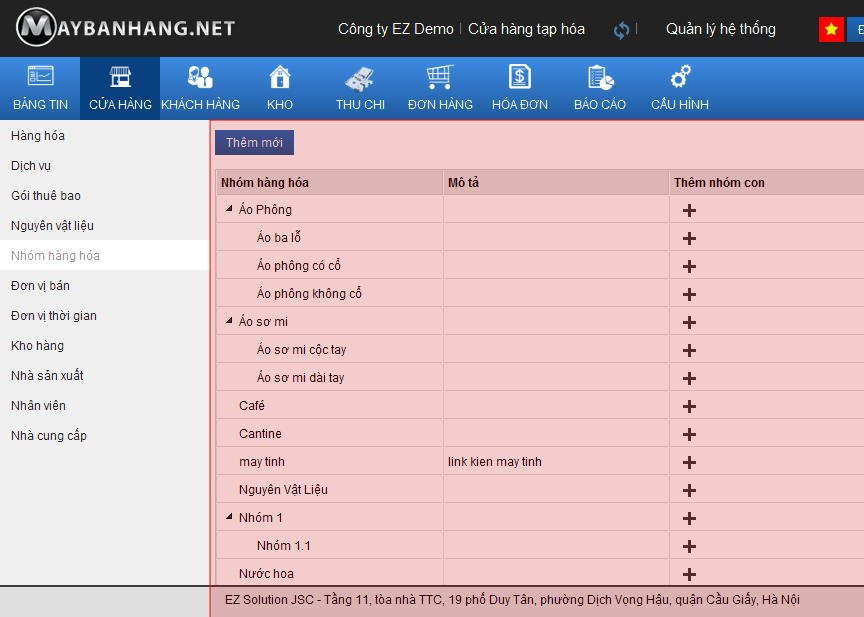 MAYBANHANG.NET
Công ty EZ Demo | Cửa hàng tạp hóa | Quản lý hệ thống
BẢNG TIN CỬA HÀNG KHÁCH HÀNG KHO THU CHI ĐƠN HÀNG HÓA ĐƠN BÁO CÁO CẤU HÌNH
Hàng hóa
Dịch vụ
Gói thuê bao
Nguyên vật liệu
Nhóm hàng hóa
Đơn vị bán
Đơn vị thời gian
Kho hàng
Nhà sản xuất
Nhân viên
Nhà cung cấp
Thêm mới
Nhóm hàng hóa Mô tả Thêm nhóm con
Áo Phông
Áo ba lỗ
Áo phông có cổ
Áo phông không cổ
Áo sơ mi
Áo sơ mi cộc tay
Áo sơ mi dài tay
Café
Cantine
may tinh link kien may tinh
Nguyên Vật Liệu
Nhóm 1
Nhóm 1.1
Nước hoa
EZ Solution JSC - Tầng 11, tòa nhà TTC, 19 phố Duy Tân, phường Dịch Vọng Hậu, quận Cầu Giấy, Hà Nội